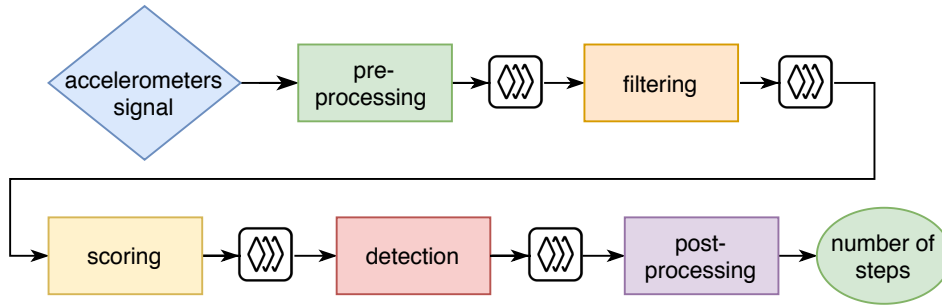 accelerometers
signal
pre-
processing
filtering
scoring
detection
post-
processing
number of
steps